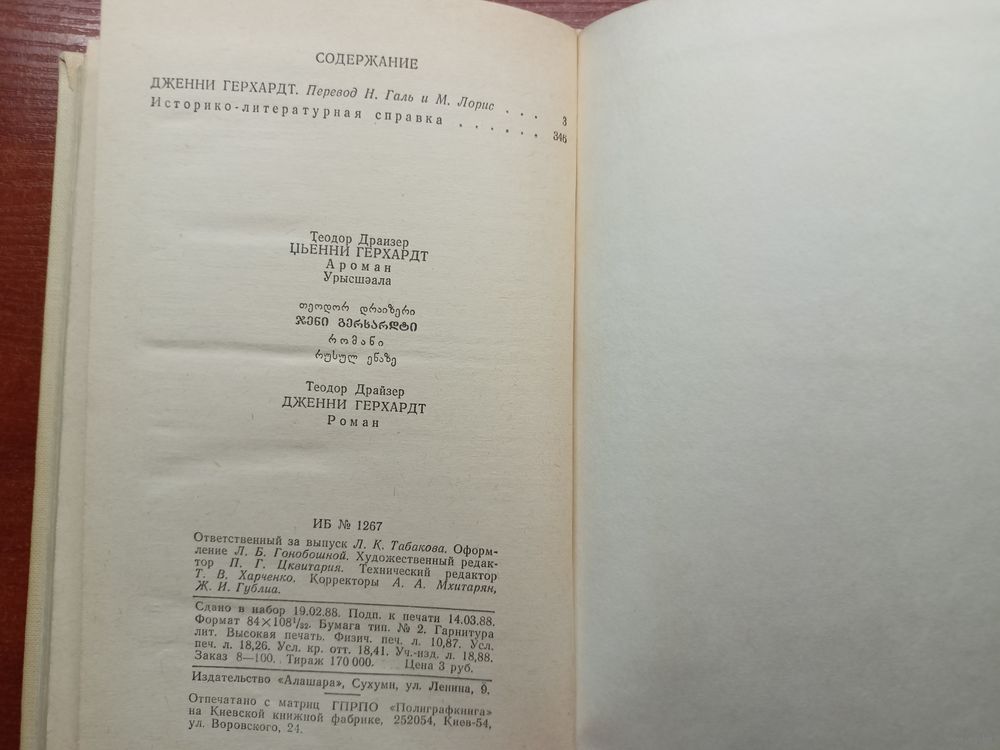 СОДЕРЖАНИЕ
ДЖЕННИ ГЕРХАРДТ. Перевод Н. Галь и М. Лорис . . . 3
Историко-литературная справка . . . . . . 346
Теодор Драизер
ЏЬЕННИ ГЕРХАРДТ
Ароман
Урысшәала
თეოდორ დრაიზერი
ჯენი გერხარდტი
რომანი
რუსულ ენაზე
Теодор Драйзер
ДЖЕННИ ГЕРХАРДТ
Роман
ИБ № 1267
Ответственный за выпуск Л. К. Табакова. Оформ-
ление Л. Б. Гонобошной. Художественный редак-
тор П. Г. Цквитария. Технический редактор
Т. В. Харченко. Корректоры А. А. Мхитарян,
Ж. И. Гублиа.
Сдано в набор 19.02.88. Подп. к печати 14.03.88.
Формат 84×108¹/₃₂. Бумага тип. № 2. Гарнитура
лит. Высокая печать. Физич. печ. л. 10,87. Усл.
печ. л. 18,26. Усл. кр. отт. 18,41. Уч.-изд. л. 18,88.
Заказ 8—100. Тираж 170 000. Цена 3 руб.
Издательство «Алашара», Сухуми, ул. Ленина, 9.
Отпечатано с матриц ГПРПО «Полиграфкнига»
на Киевской книжной фабрике, 252054, Киев-54,
ул. Воровского, 24.